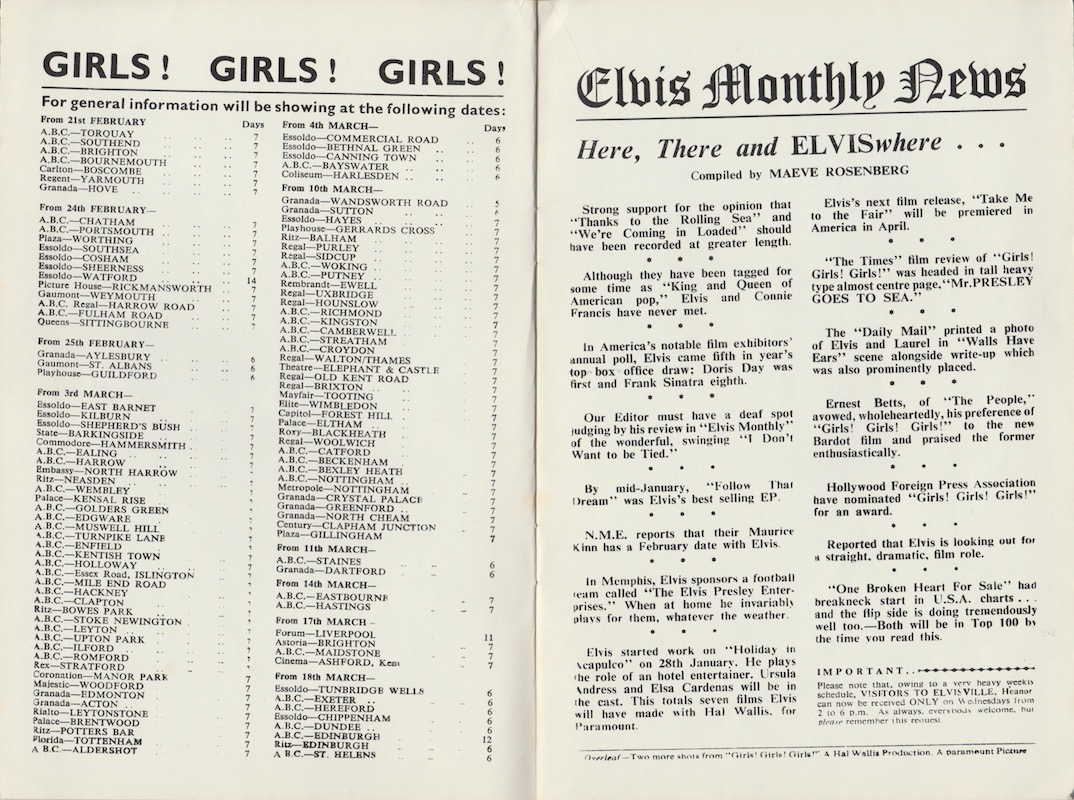 GIRLS! GIRLS! GIRLS!
For general information will be showing at the following dates:
From 21st FEBRUARY Days
A.B.C.—TORQUAY 7
A.B.C.—SOUTHEND 7
A.B.C.—BRIGHTON 7
A.B.C.—BOURNEMOUTH 7
Carlton—BOSCOMBE 7
Regent—YARMOUTH 7
Granada—HOVE 7
From 24th FEBRUARY—
A.B.C.—CHATHAM 7
A.B.C.—PORTSMOUTH 7
Plaza—WORTHING 7
Essoldo—SOUTHSEA 7
Essoldo—COSHAM 7
Essoldo—SHEERNESS 7
Essoldo—WATFORD 14
Picture House—RICKMANSWORTH 7
Gaumont—WEYMOUTH 7
A.B.C. Regal—HARROW ROAD 7
A.B.C.—FULHAM ROAD 7
Queens—SITTINGBOURNE 7
From 25th FEBRUARY—
Granada—AYLESBURY 6
Gaumont—ST. ALBANS 6
Playhouse—GUILDFORD 6
From 3rd MARCH—
Essoldo—EAST BARNET
Essoldo—KILBURN
Essoldo—SHEPHERD'S BUSH
State—BARKINGSIDE
Commodore—HAMMERSMITH
A.B.C.—EALING
A.B.C.—HARROW
Embassy—NORTH HARROW
Ritz—NEASDEN
A.B.C.—WEMBLEY
Palace—KENSAL RISE
A.B.C.—GOLDERS GREEN
A.B.C.—EDGWARE
A.B.C.—MUSWELL HILL
A.B.C.—TURNPIKE LANE
A.B.C.—ENFIELD
A.B.C.—KENTISH TOWN
A.B.C.—HOLLOWAY
A.B.C.—Essex Road, ISLINGTON
A.B.C.—MILE END ROAD
A.B.C.—HACKNEY
A.B.C.—CLAPTON
Ritz—BOWES PARK
A.B.C.—STOKE NEWINGTON
A.B.C.—LEYTON
A.B.C.—UPTON PARK
A.B.C.—ILFORD
A.B.C.—ROMFORD
Rex—STRATFORD
Coronation—MANOR PARK 7
Majestic—WOODFORD 7
Granada—EDMONTON 7
Granada—ACTON 7
Rialto—LEYTONSTONE 7
Palace—BRENTWOOD 7
Ritz—POTTERS BAR 7
Florida—TOTTENHAM 7
A.B.C.—ALDERSHOT 7
From 4th MARCH— Days
Essoldo—COMMERCIAL ROAD 6
Essoldo—BETHNAL GREEN 6
Essoldo—CANNING TOWN 6
A.B.C.—BAYSWATER 6
Coliseum—HARLESDEN 6
From 10th MARCH—
Granada—WANDSWORTH ROAD 5
Granada—SUTTON
Essoldo—HAYES 7
Playhouse—GERRARDS CROSS 7
Ritz—BALHAM 7
Regal—PURLEY 7
Regal—SIDCUP 7
A.B.C.—WOKING 7
A.B.C.—PUTNEY 7
Rembrandt—EWELL 7
Regal—UXBRIDGE 7
Regal—HOUNSLOW 7
A.B.C.—RICHMOND 7
A.B.C.—KINGSTON 7
A.B.C.—CAMBERWELL 7
A.B.C.—STREATHAM 7
A.B.C.—CROYDON 7
Regal—WALTON/THAMES 7
Theatre—ELEPHANT & CASTLE 7
Regal—OLD KENT ROAD 7
Regal—BRIXTON 7
Mayfair—TOOTING 7
Elite—WIMBLEDON 7
Capitol—FOREST HILL 7
Palace—ELTHAM 7
Roxy—BLACKHEATH 7
Regal—WOOLWICH 7
A.B.C.—CATFORD 7
A.B.C.—BECKENHAM 7
A.B.C.—BEXLEY HEATH 7
A.B.C.—NOTTINGHAM 7
Metropole—NOTTINGHAM 7
Granada—CRYSTAL PALACE 7
Granada—GREENFORD 7
Granada—NORTH CHEAM 7
Century—CLAPHAM JUNCTION 7
Plaza—GILLINGHAM 7
From 11th MARCH—
A.B.C.—STAINES 6
Granada—DARTFORD 6
From 14th MARCH—
A.B.C.—EASTBOURNE 7
A.B.C.—HASTINGS 7
From 17th MARCH—
Forum—LIVERPOOL 11
Astoria—BRIGHTON 7
A.B.C.—MAIDSTONE 7
Cinema—ASHFORD, Kent 7
From 18th MARCH—
Essoldo—TUNBRIDGE WELLS 6
A.B.C.—EXETER 6
A.B.C.—HEREFORD 6
Essoldo—CHIPPENHAM 6
A.B.C.—DUNDEE 6
A.B.C.—EDINBURGH 12
Ritz—EDINBURGH 6
A.B.C.—ST. HELENS 6
Elvis Monthly News
Here, There and ELVISwhere . . .
Compiled by MAEVE ROSENBERG
Strong support for the opinion that
"Thanks to the Rolling Sea" and
"We're Coming in Loaded" should
have been recorded at greater length.
* * *
Although they have been tagged for
some time as "King and Queen of
American pop," Elvis and Connie
Francis have never met.
* * *
In America's notable film exhibitors'
annual poll, Elvis came fifth in year's
top box office draw: Doris Day was
first and Frank Sinatra eighth.
* * *
Our Editor must have a deaf spot
judging by his review in "Elvis Monthly"
of the wonderful, swinging "I Don't
Want to be Tied."
* * *
By mid-January, "Follow That
Dream" was Elvis's best selling EP.
* * *
N.M.E. reports that their Maurice
Kinn has a February date with Elvis.
* * *
In Memphis, Elvis sponsors a football
team called "The Elvis Presley Enter-
prises." When at home he invariably
plays for them, whatever the weather.
* * *
Elvis started work on "Holiday in
Acapulco" on 28th January. He plays
the role of an hotel entertainer. Ursula
Andress and Elsa Cardenas will be in
the cast. This totals seven films Elvis
will have made with Hal Wallis, for
Paramount.
Elvis's next film release, "Take Me
to the Fair" will be premiered in
America in April.
* * *
"The Times" film review of "Girls!
Girls! Girls!" was headed in tall heavy
type almost centre page, "Mr.PRESLEY
GOES TO SEA."
* * *
The "Daily Mail" printed a photo
of Elvis and Laurel in "Walls Have
Ears" scene alongside write-up which
was also prominently placed.
* * *
Ernest Betts, of "The People,"
avowed, wholeheartedly, his preference of
"Girls! Girls! Girls!" to the new
Bardot film and praised the former
enthusiastically.
* * *
Hollywood Foreign Press Association
have nominated "Girls! Girls! Girls!"
for an award.
* * *
Reported that Elvis is looking out for
a straight, dramatic, film role.
* * *
"One Broken Heart For Sale" had
breakneck start in U.S.A. charts . . .
and the flip side is doing tremendously
well too.—Both will be in Top 100 by
the time you read this.
IMPORTANT . .
Please note that, owing to a very heavy weekly
schedule, VISITORS TO ELVISVILLE, Heanor
can now be received ONLY on Wednesdays from
2 to 6 p.m. As always, everybody welcome, but
please remember this request
Overleaf—Two more shots from "Girls! Girls! Girls!" A Hal Wallis Production. A paramount Picture